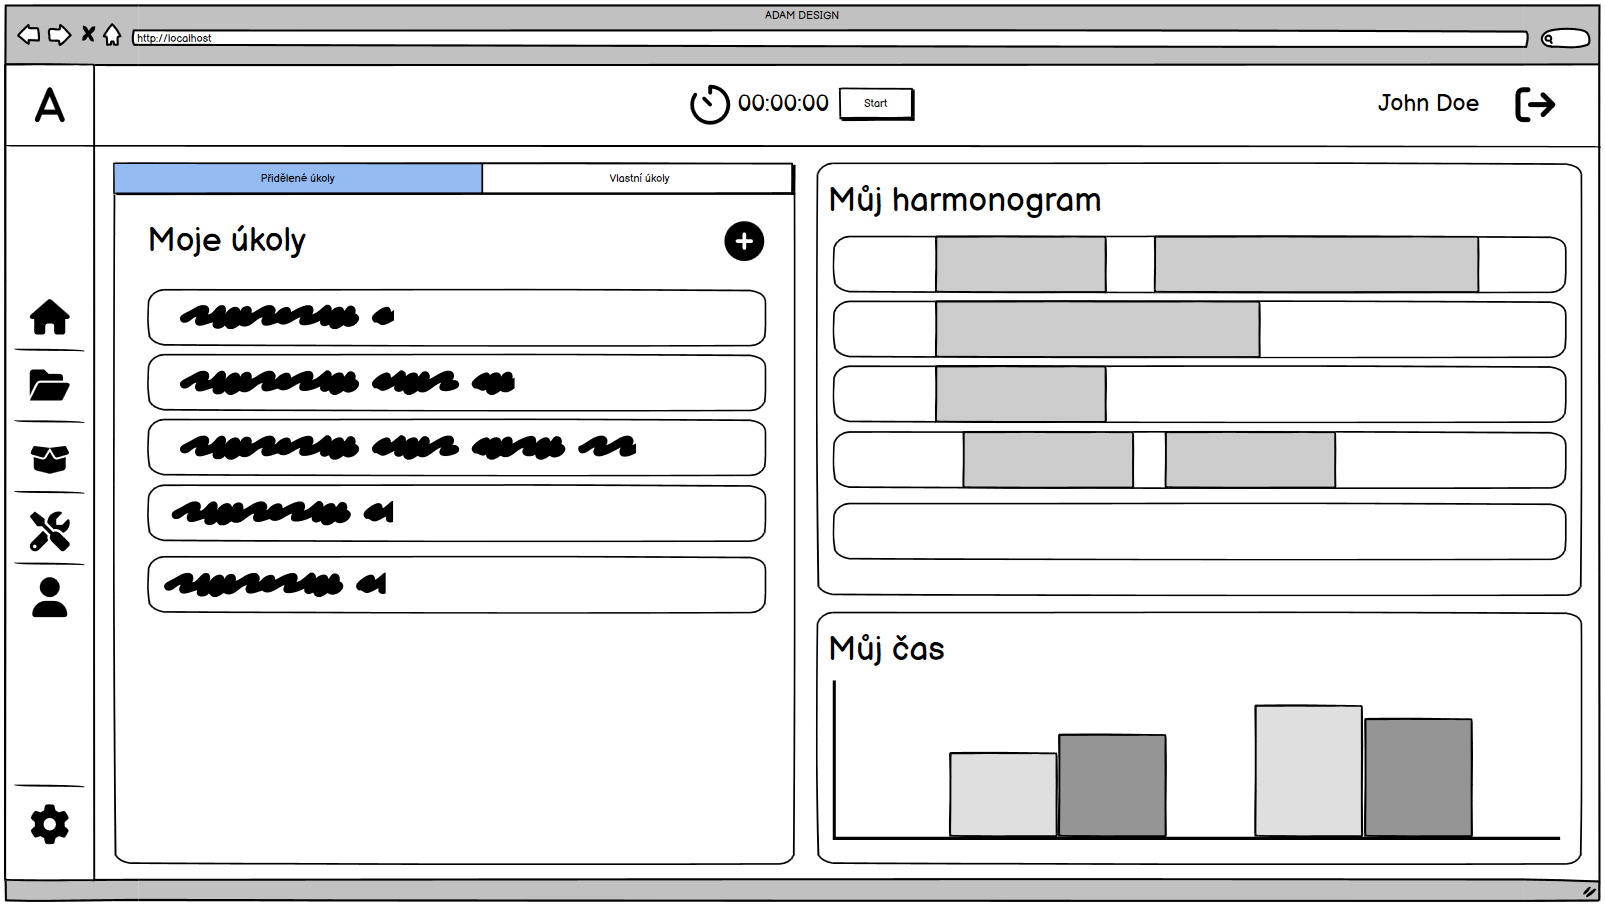 ADAM DESIGN
http://localhost
A
00:00:00
Start
John Doe
Přidělené úkoly
Vlastní úkoly
Moje úkoly
Můj harmonogram
Můj čas